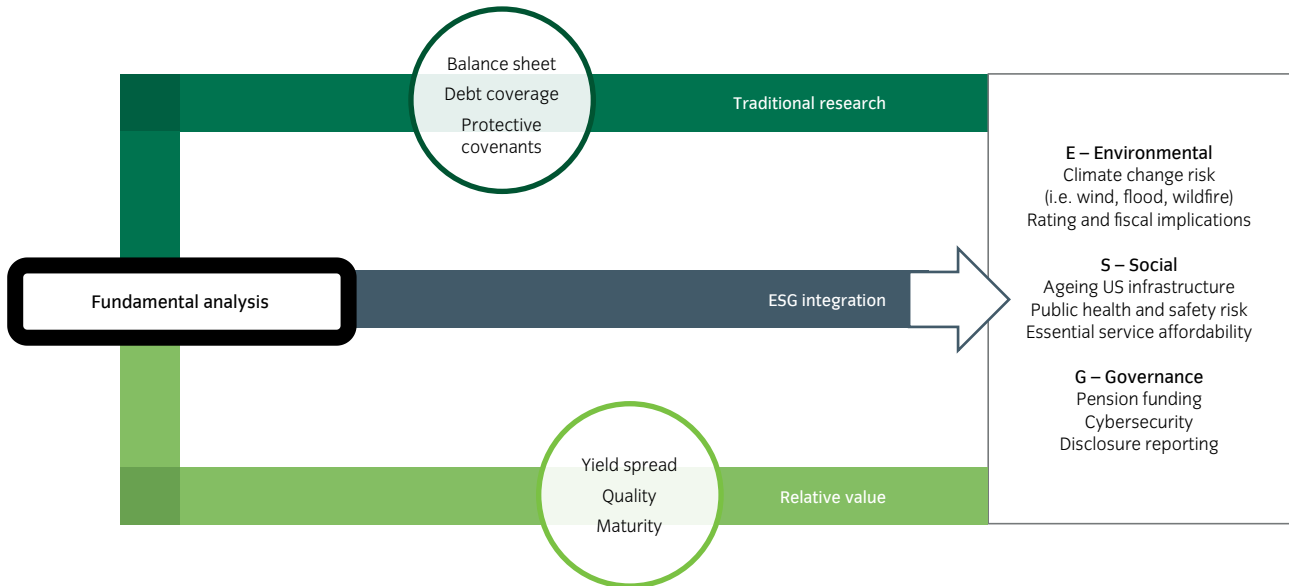 Balance sheet
Debt coverage
Protective
covenants
Traditional research
Fundamental analysis
ESG integration
Yield spread
Quality
Maturity
Relative value
E – Environmental
Climate change risk
(i.e. wind, flood, wildfire)
Rating and fiscal implications
S – Social
Ageing US infrastructure
Public health and safety risk
Essential service affordability
G – Governance
Pension funding
Cybersecurity
Disclosure reporting